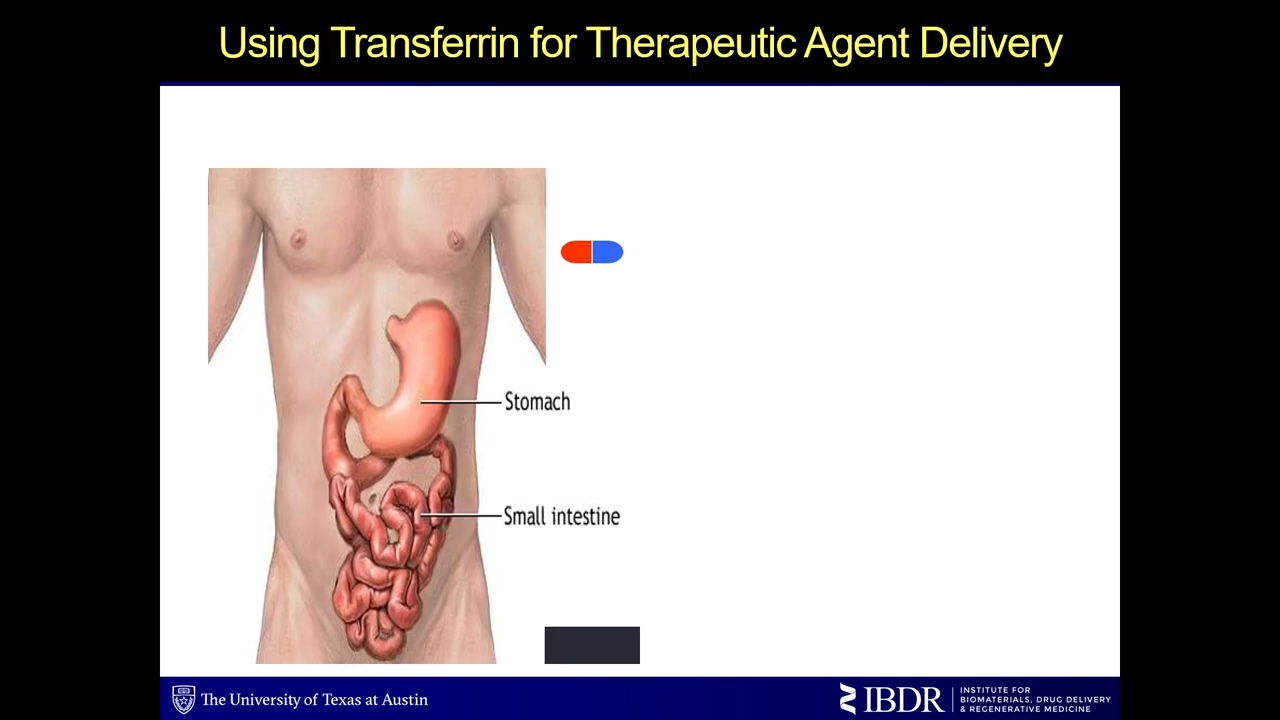 Using Transferrin for Therapeutic Agent Delivery
Stomach
Small intestine
The University of Texas at Austin
IBDR
INSTITUTE FOR
BIOMATERIALS, DRUG DELIVERY
& REGENERATIVE MEDICINE